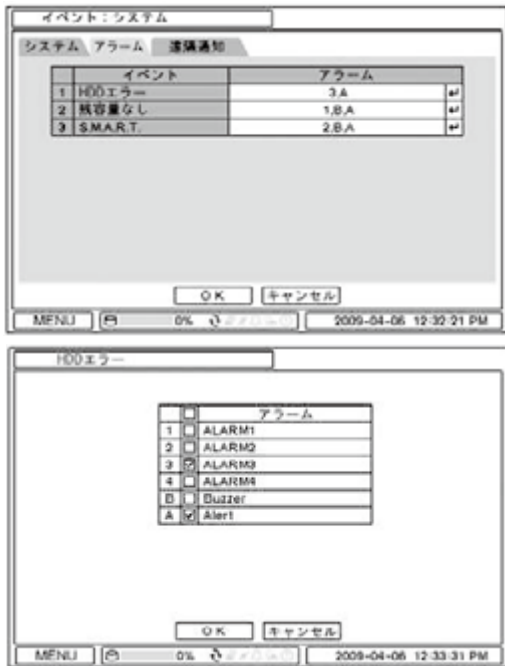 イベント：システム
システム アラーム 遠隔通知
イベント アラーム
1 HDDエラー 3,A
2 残容量なし 1,B,A
3 S.M.A.R.T. 2,B,A
OK キャンセル
MENU 0% 2009-04-06 12:32:21 PM
HDDエラー
アラーム
1 ALARM1
2 ALARM2
3 ALARM3
4 ALARM4
B Buzzer
A Alert
OK キャンセル
MENU 0% 2009-04-06 12:33:31 PM